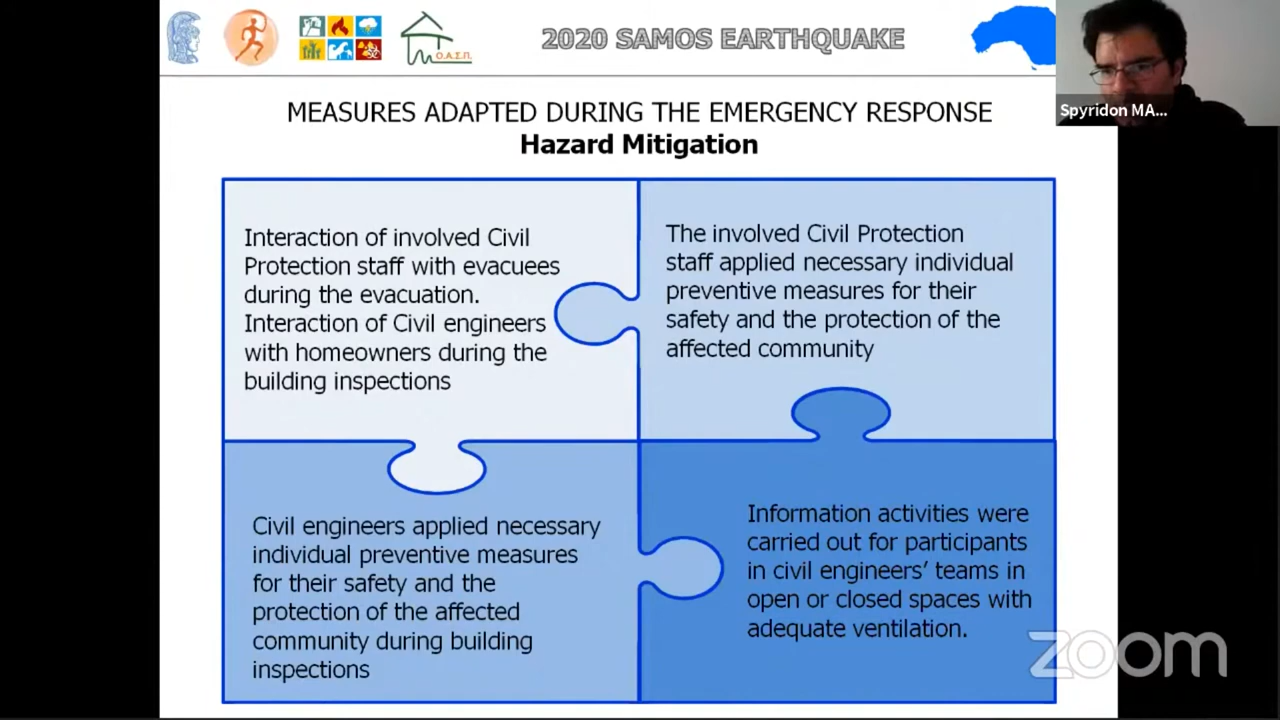 O.A.Σ.Π.
2020 SAMOS EARTHQUAKE
Spyridon MA...
MEASURES ADAPTED DURING THE EMERGENCY RESPONSE
Hazard Mitigation
Interaction of involved Civil
Protection staff with evacuees
during the evacuation.
Interaction of Civil engineers
with homeowners during the
building inspections
The involved Civil Protection
staff applied necessary individual
preventive measures for their
safety and the protection of the
affected community
Civil engineers applied necessary
individual preventive measures
for their safety and the
protection of the affected
community during building
inspections
Information activities were
carried out for participants
in civil engineers’ teams in
open or closed spaces with
adequate ventilation.
zoom